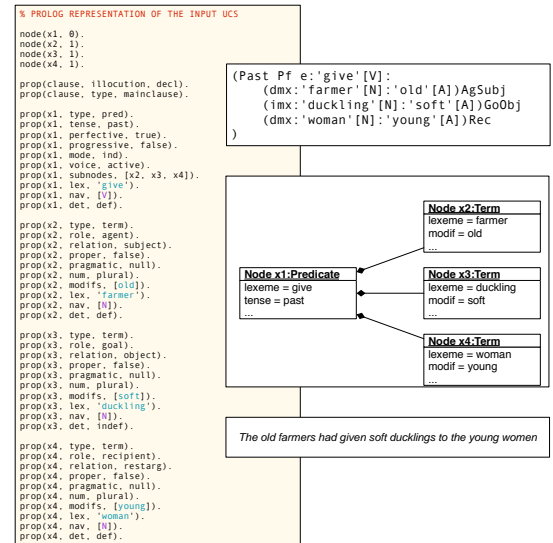 % PROLOG REPRESENTATION OF THE INPUT UCS
node(x1, 0).
node(x2, 1).
node(x3, 1).
node(x4, 1).
prop(clause, illocution, decl).
prop(clause, type, mainclause).
prop(x1, type, pred).
prop(x1, tense, past).
prop(x1, perfective, true).
prop(x1, progressive, false).
prop(x1, mode, ind).
prop(x1, voice, active).
prop(x1, subnodes, [x2, x3, x4]).
prop(x1, lex, 'give').
prop(x1, nav, [V]).
prop(x1, det, def).
prop(x2, type, term).
prop(x2, role, agent).
prop(x2, relation, subject).
prop(x2, proper, false).
prop(x2, pragmatic, null).
prop(x2, num, plural).
prop(x2, modifs, [old]).
prop(x2, lex, 'farmer').
prop(x2, nav, [N]).
prop(x2, det, def).
prop(x3, type, term).
prop(x3, role, goal).
prop(x3, relation, object).
prop(x3, proper, false).
prop(x3, pragmatic, null).
prop(x3, num, plural).
prop(x3, modifs, [soft]).
prop(x3, lex, 'duckling').
prop(x3, nav, [N]).
prop(x3, det, indef).
prop(x4, type, term).
prop(x4, role, recipient).
prop(x4, relation, restarg).
prop(x4, proper, false).
prop(x4, pragmatic, null).
prop(x4, num, plural).
prop(x4, modifs, [young]).
prop(x4, lex, 'woman').
prop(x4, nav, [N]).
prop(x4, det, def).
(Past Pf e:'give'[V]:
(dmx:'farmer'[N]:'old'[A])AgSubj
(imx:'duckling'[N]:'soft'[A])GoObj
(dmx:'woman'[N]:'young'[A])Rec
)
Node x1:Predicate
lexeme = give
tense = past
...
Node x2:Term
lexeme = farmer
modif = old
...
Node x3:Term
lexeme = duckling
modif = soft
...
Node x4:Term
lexeme = woman
modif = young
...
The old farmers had given soft ducklings to the young women